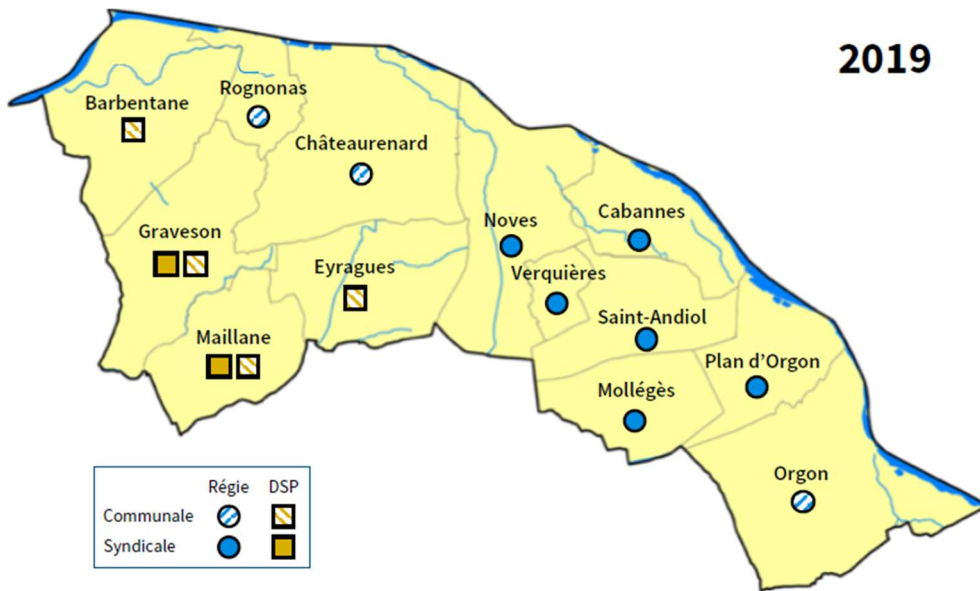 2019
Rognonas
Barbentane
Châteaurenard
Cabannes
Noves
Graveson
Eyragues
Verquières
Saint-Andiol
Maillane
Plan d’Orgon
Mollégès
Orgon
Régie DSP
Communale
Syndicale